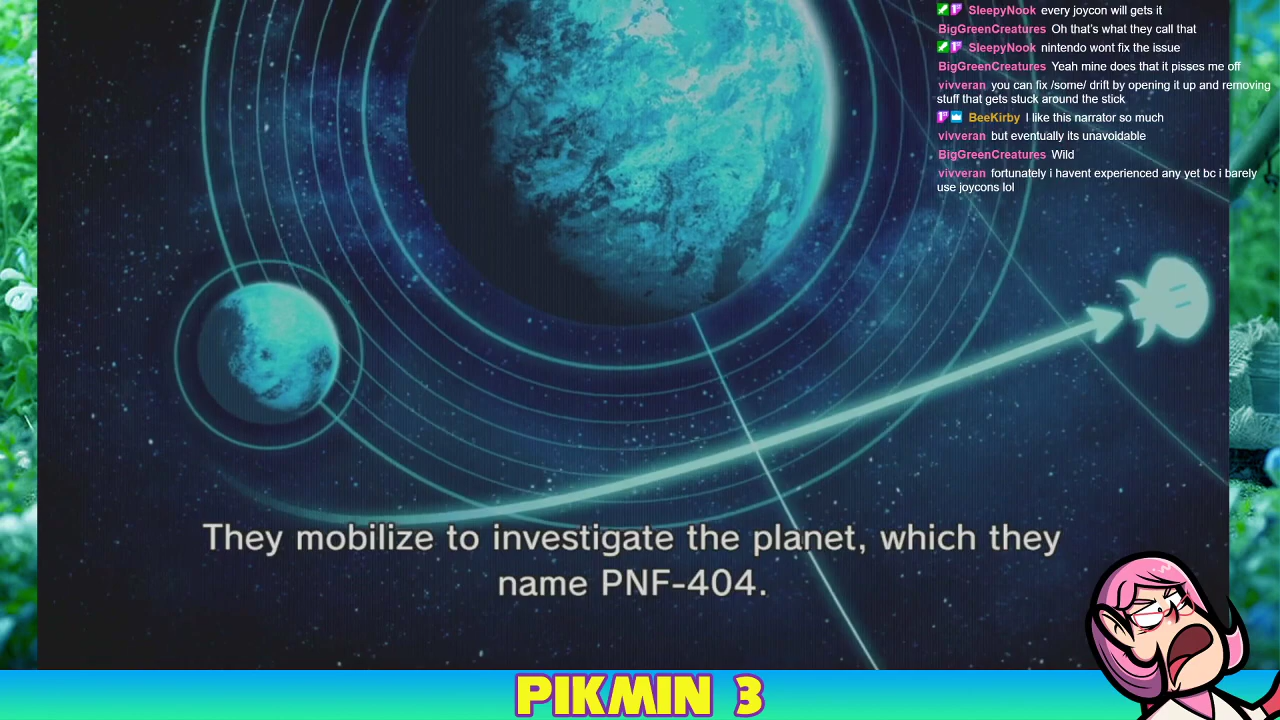 SleepyNook every joycon will gets it
BigGreenCreatures Oh that's what they call that
SleepyNook nintendo wont fix the issue
BigGreenCreatures Yeah mine does that it pisses me off
vivveran you can fix /some/ drift by opening it up and removing
stuff that gets stuck around the stick
BeeKirby I like this narrator so much
vivveran but eventually its unavoidable
BigGreenCreatures Wild
vivveran fortunately i havent experienced any yet bc i barely
use joycons lol
They mobilize to investigate the planet, which they
name PNF-404.
PIKMIN 3